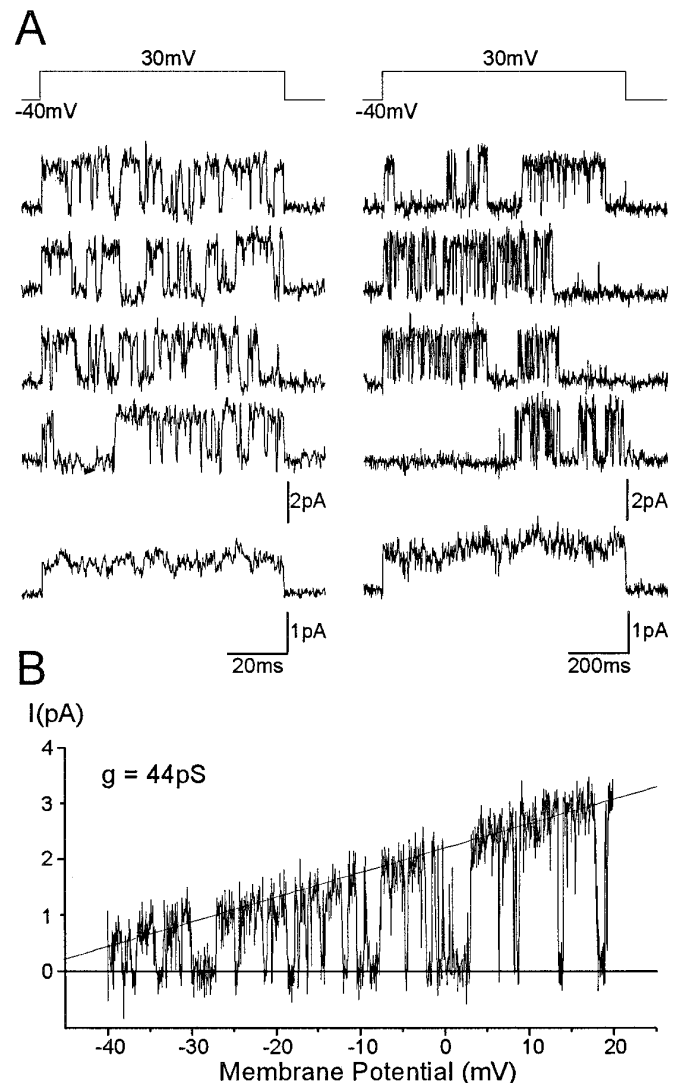 A
30mV
30mV
-40mV
-40mV
2pA
2pA
1pA
1pA
20ms
200ms
B
I(pA)
g = 44pS
4
3
2
1
0
-40
-30
-20
-10
0
10
20
Membrane Potential (mV)